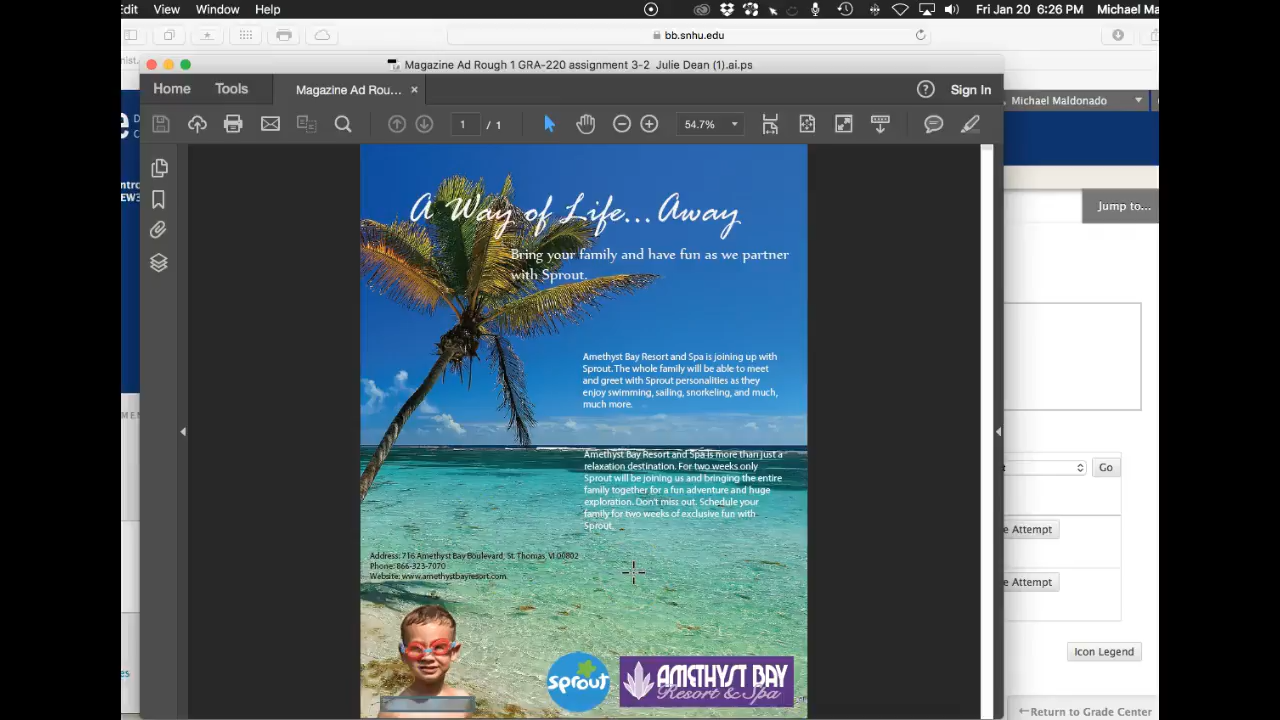 Edit View Window Help Fri Jan 20 6:26 PM Michael Ma
bb.snhu.edu
Magazine Ad Rough 1 GRA-220 assignment 3-2 Julie Dean (1).ai.ps
Home Tools Magazine Ad Rou... × Sign In
Michael Maldonado
1 / 1 54.7%
Jump to...
A Way of Life... Away
Bring your family and have fun as we partner
with Sprout.
Amethyst Bay Resort and Spa is joining up with
Sprout. The whole family will be able to meet
and greet with Sprout personalities as they
enjoy swimming, sailing, snorkeling, and much,
much more.
Amethyst Bay Resort and Spa is more than just a
relaxation destination. For two weeks only
Sprout will be joining us and bringing the entire
family together for a fun adventure and huge
exploration. Don't miss out. Schedule your
family for two weeks of exclusive fun with
Sprout.
Go
e Attempt
e Attempt
Address: 716 Amethyst Bay Boulevard, St. Thomas, VI 09802
Phone: 866-323-7070
Website: www.amethystbayresort.com
Icon Legend
sprout
AMETHYST BAY
Resort & Spa
←Return to Grade Center